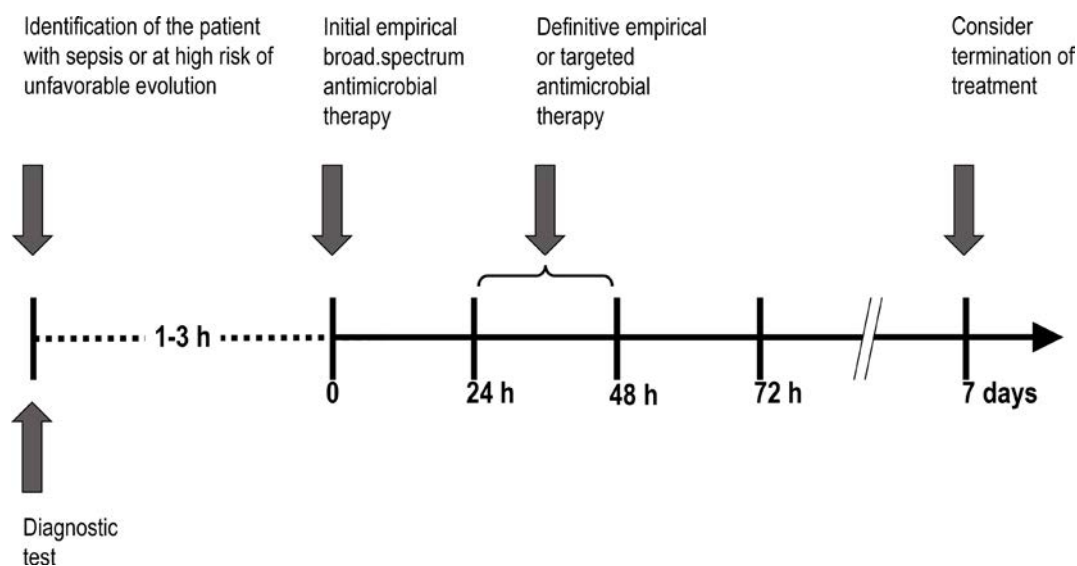 Identification of the patient
with sepsis or at high risk of
unfavorable evolution
Initial empirical
broad.spectrum
antimicrobial
therapy
Definitive empirical
or targeted
antimicrobial
therapy
Consider
termination of
treatment
1-3 h
0
24 h
48 h
72 h
7 days
Diagnostic
test